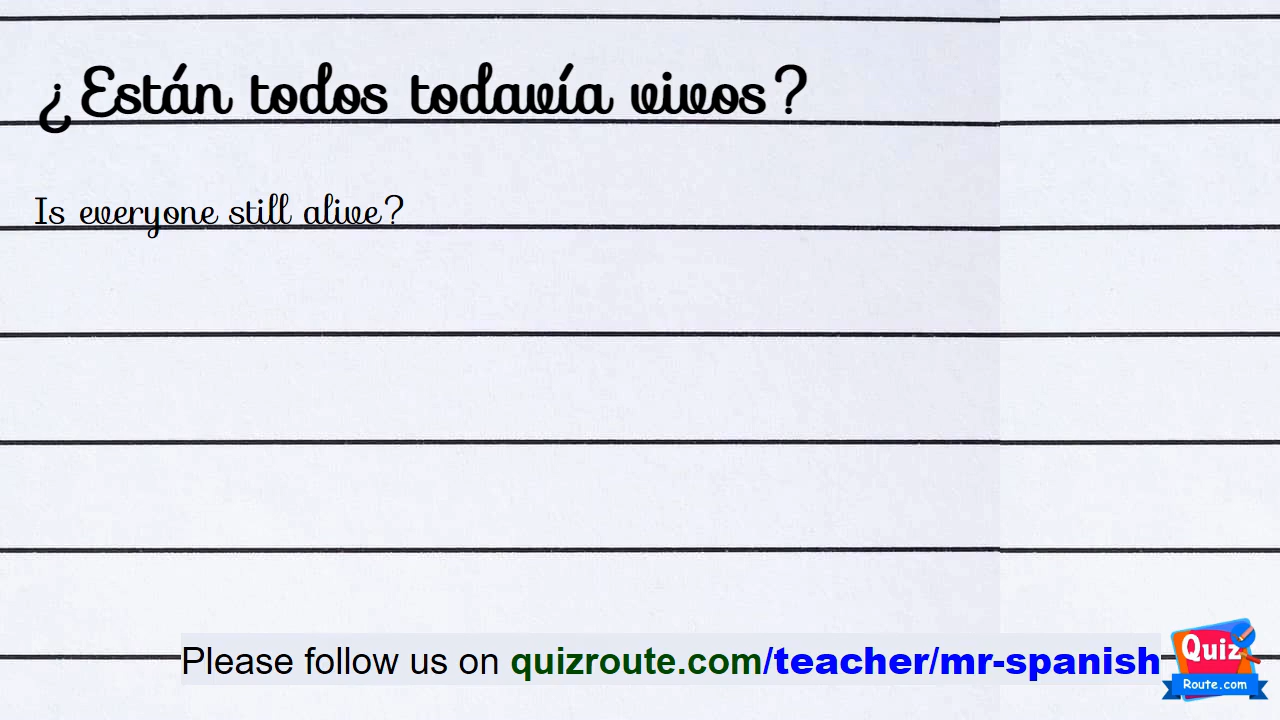 ¿Están todos todavía vivos?
Is everyone still alive?
Please follow us on quizroute.com/teacher/mr-spanish
Quiz
Route.com